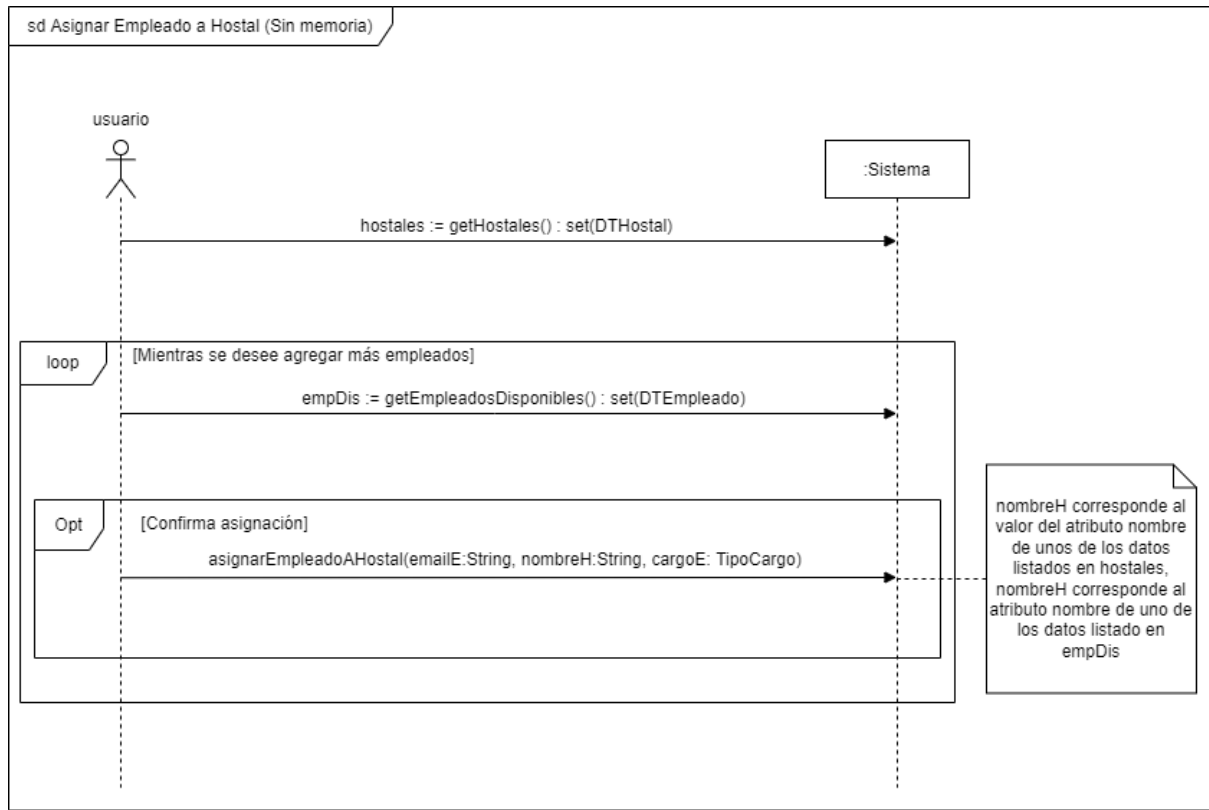 sd Asignar Empleado a Hostal (Sin memoria)
usuario
:Sistema
hostales := getHostales() : set(DTHostal)
loop
[Mientras se desee agregar más empleados]
empDis := getEmpleadosDisponibles() : set(DTEmpleado)
Opt
[Confirma asignación]
asignarEmpleadoAHostal(emailE:String, nombreH:String, cargoE: TipoCargo)
nombreH corresponde al
valor del atributo nombre
de unos de los datos
listados en hostales,
nombreH corresponde al
atributo nombre de uno de
los datos listado en
empDis